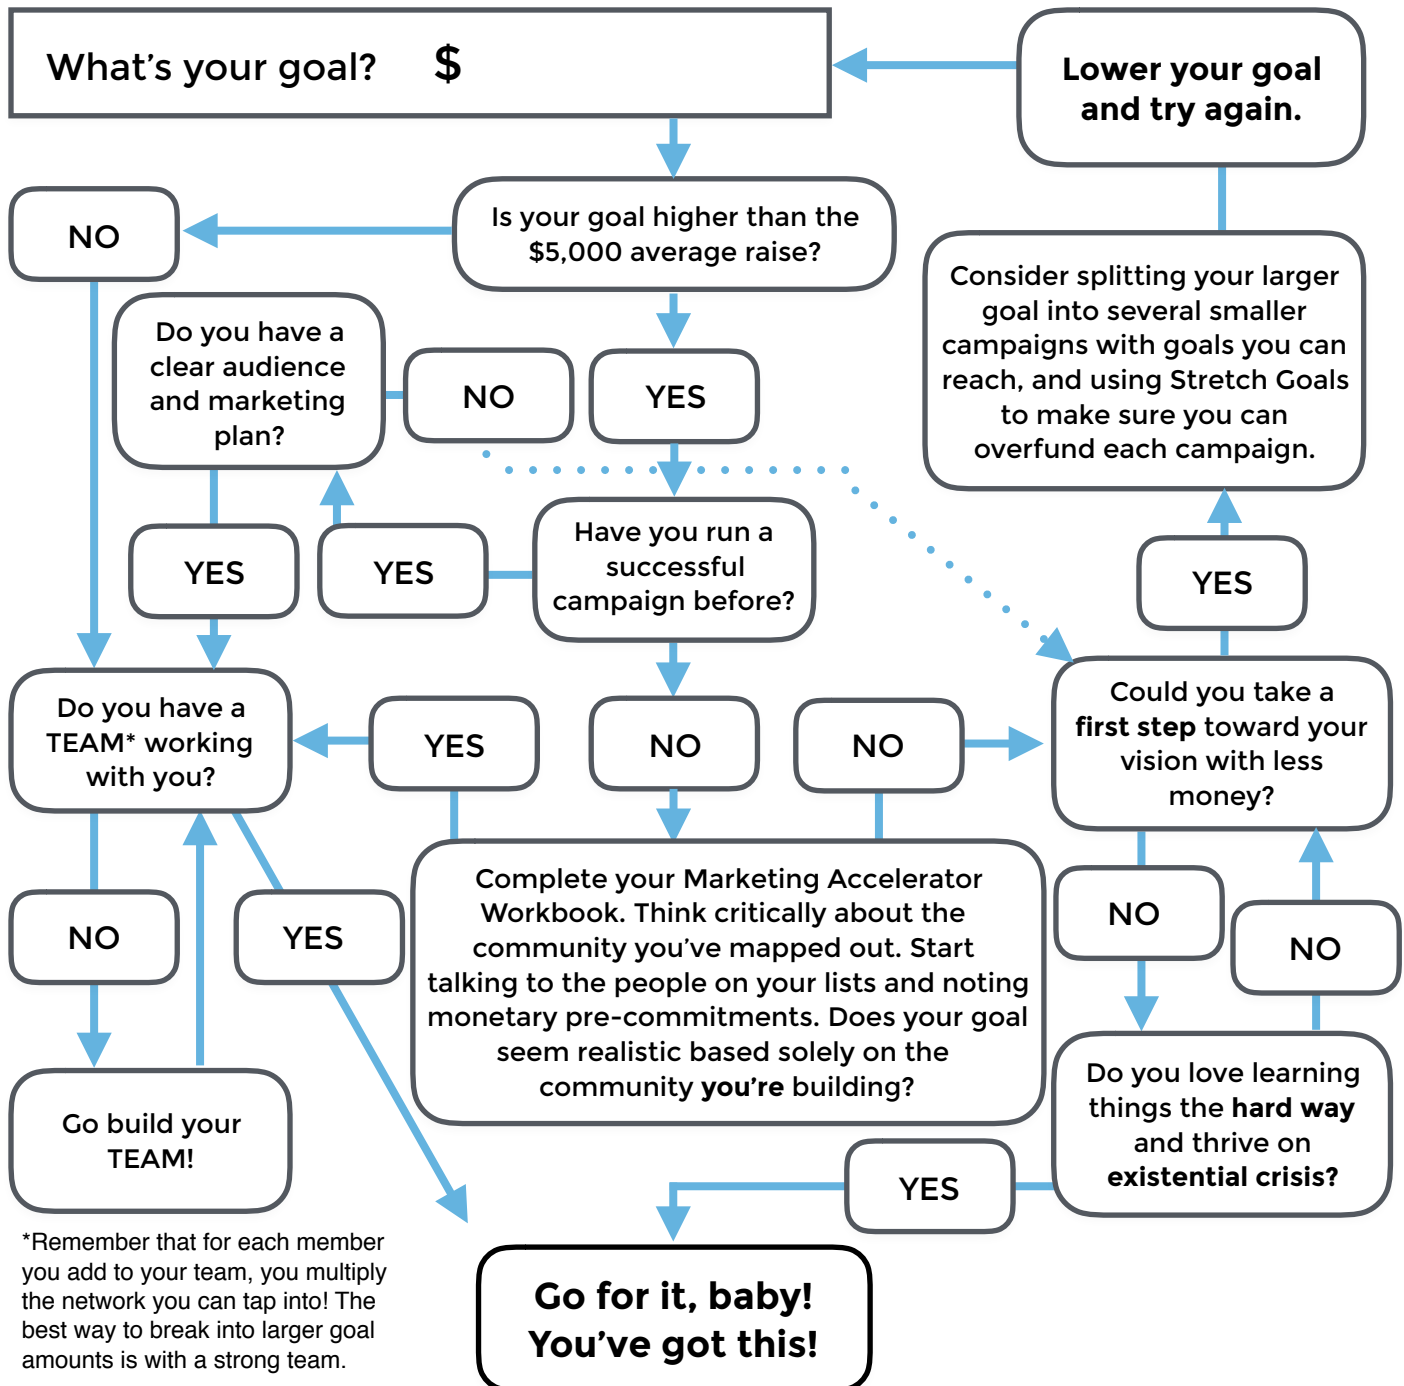 What's your goal? $
Lower your goal
and try again.
Is your goal higher than the
$5,000 average raise?
NO
Consider splitting your larger
goal into several smaller
campaigns with goals you can
reach, and using Stretch Goals
to make sure you can
overfund each campaign.
Do you have a
clear audience
and marketing
plan?
NO
YES
Have you run a
successful
campaign before?
YES
YES
YES
Do you have a
TEAM* working
with you?
YES
NO
NO
Could you take a
first step toward your
vision with less
money?
Complete your Marketing Accelerator
Workbook. Think critically about the
community you've mapped out. Start
talking to the people on your lists and noting
monetary pre-commitments. Does your goal
seem realistic based solely on the
community you're building?
NO
YES
NO
NO
Go build your
TEAM!
Do you love learning
things the hard way
and thrive on
existential crisis?
YES
*Remember that for each member
you add to your team, you multiply
the network you can tap into! The
best way to break into larger goal
amounts is with a strong team.
Go for it, baby!
You've got this!